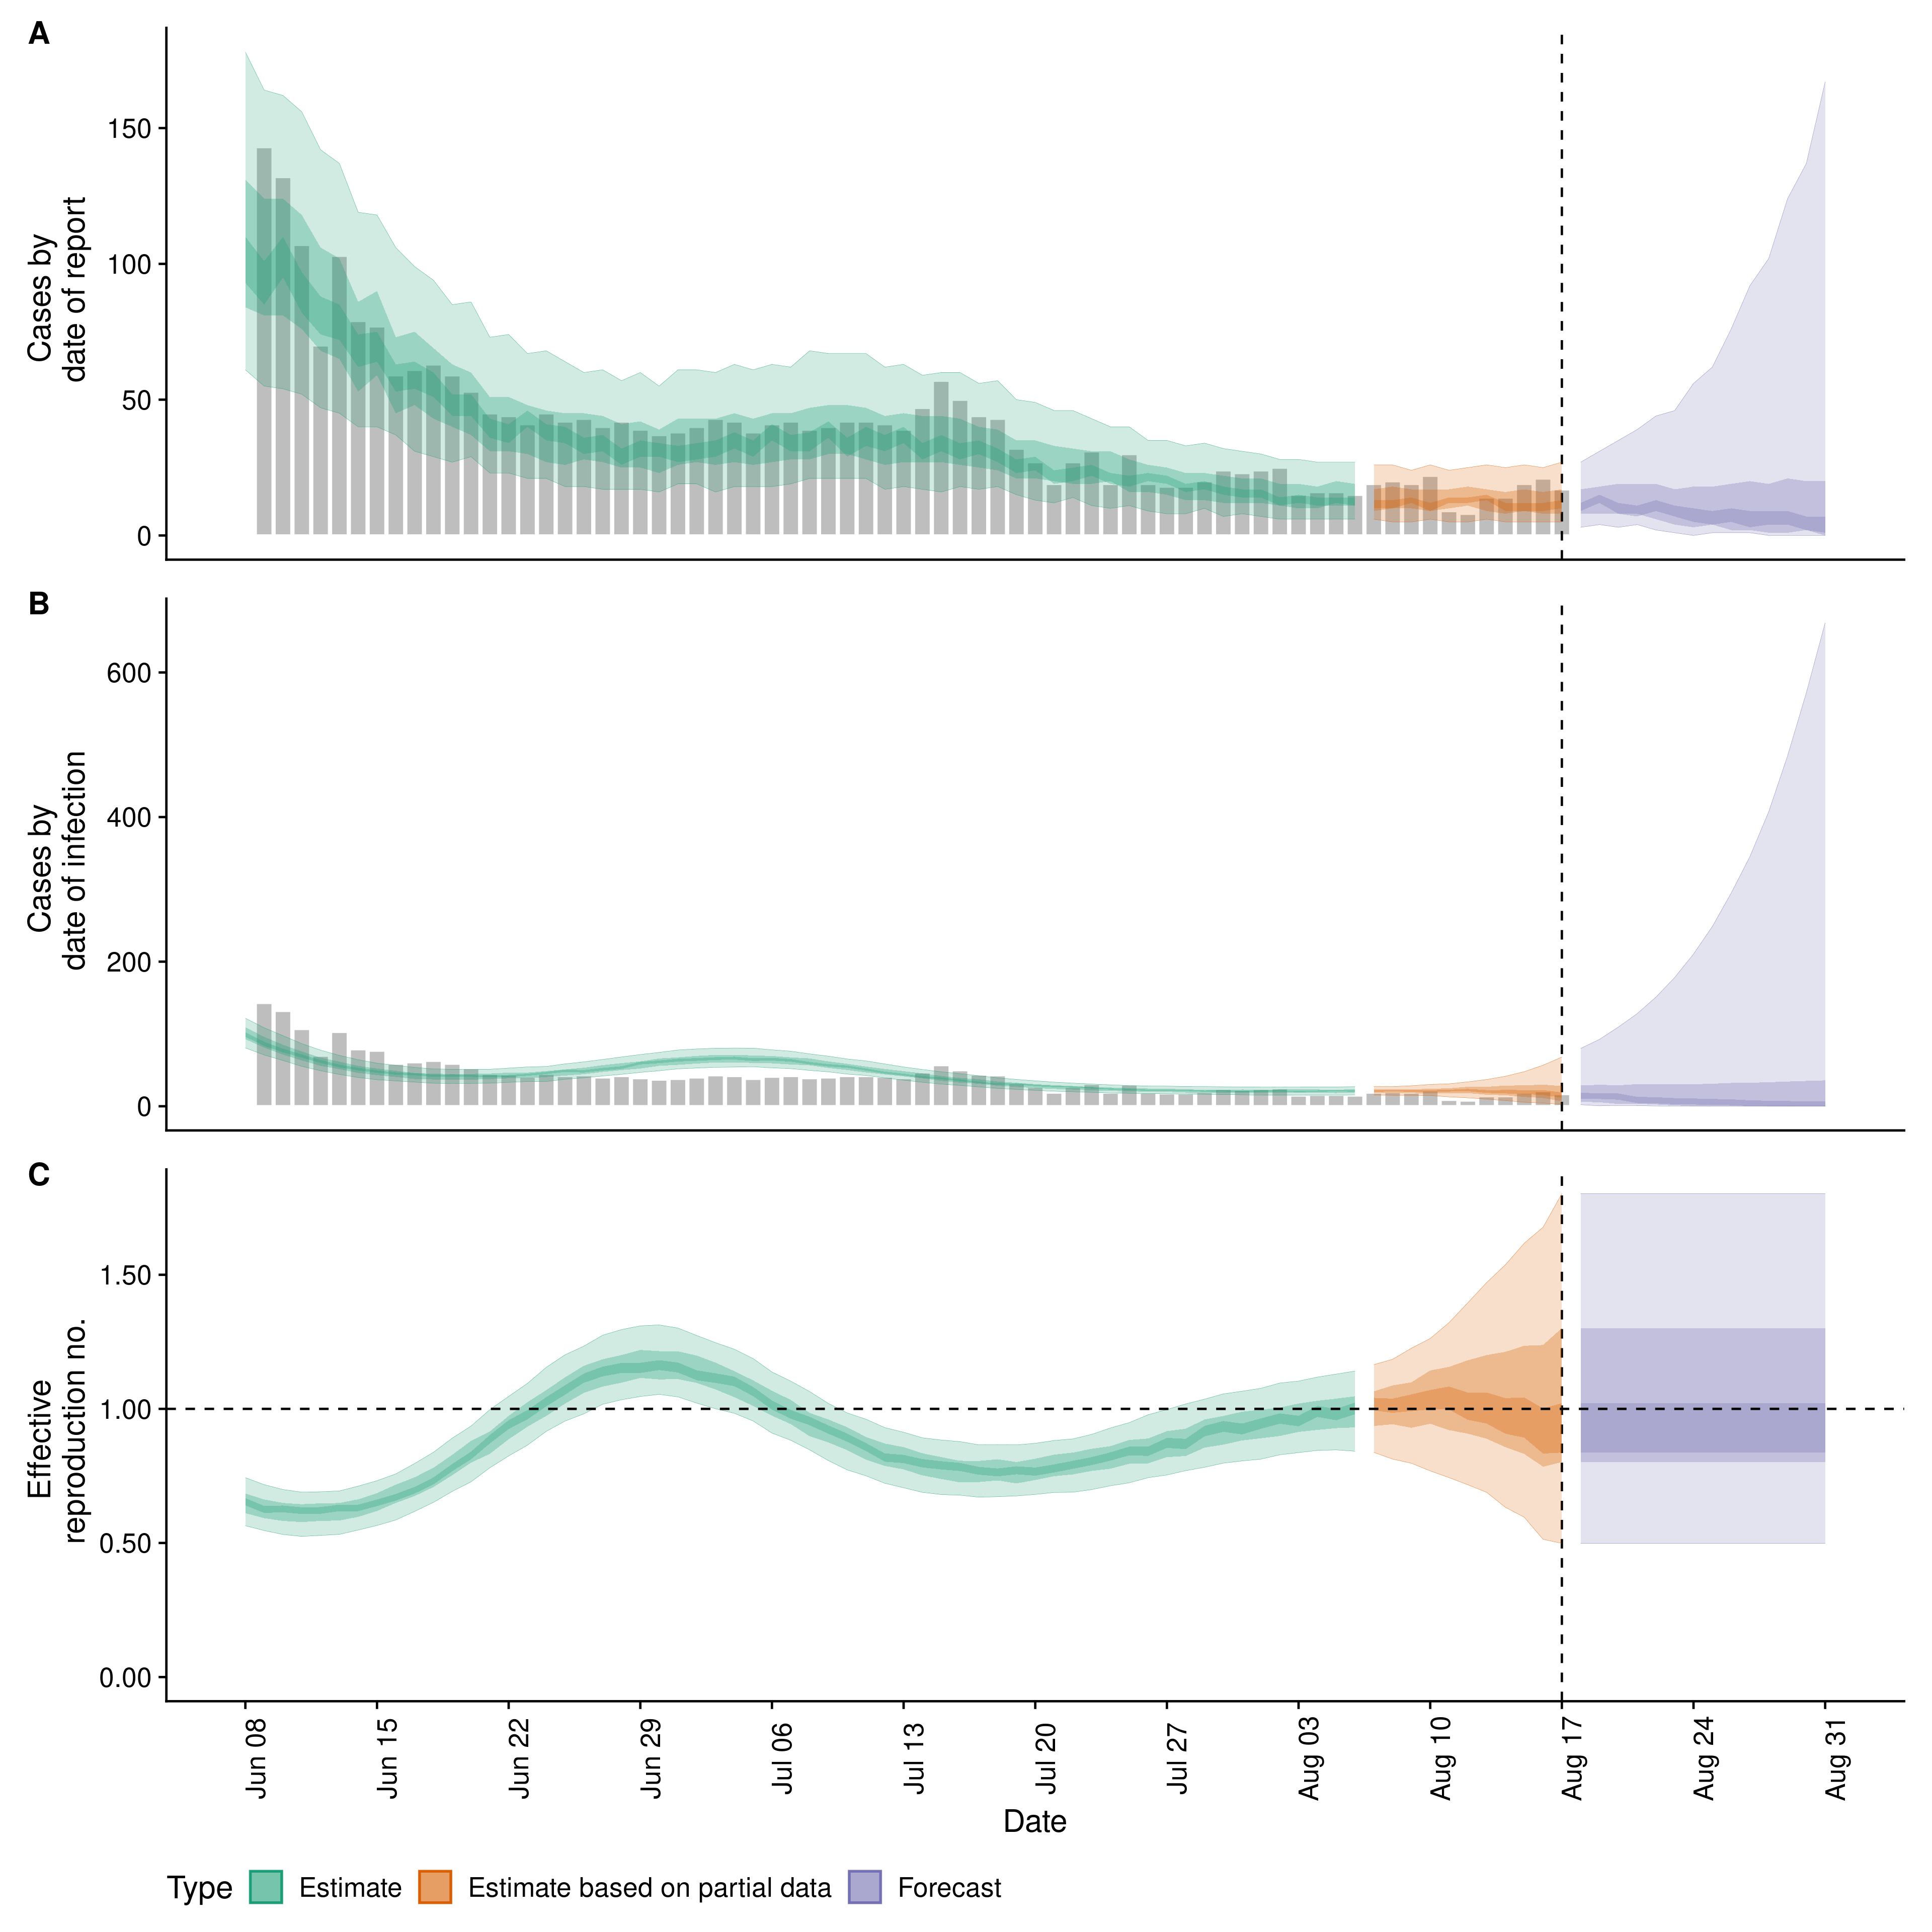 A
Cases by
date of report
150
100
50
0
B
Cases by
date of infection
600
400
200
0
C
Effective
reproduction no.
1.50
1.00
0.50
0.00
Jun 08
Jun 15
Jun 22
Jun 29
Jul 06
Jul 13
Jul 20
Jul 27
Aug 03
Aug 10
Aug 17
Aug 24
Aug 31
Date
Type
Estimate
Estimate based on partial data
Forecast